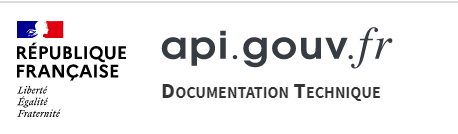 RÉPUBLIQUE
FRANÇAISE
Liberté
Égalité
Fraternité
api.gouv.fr
Documentation Technique